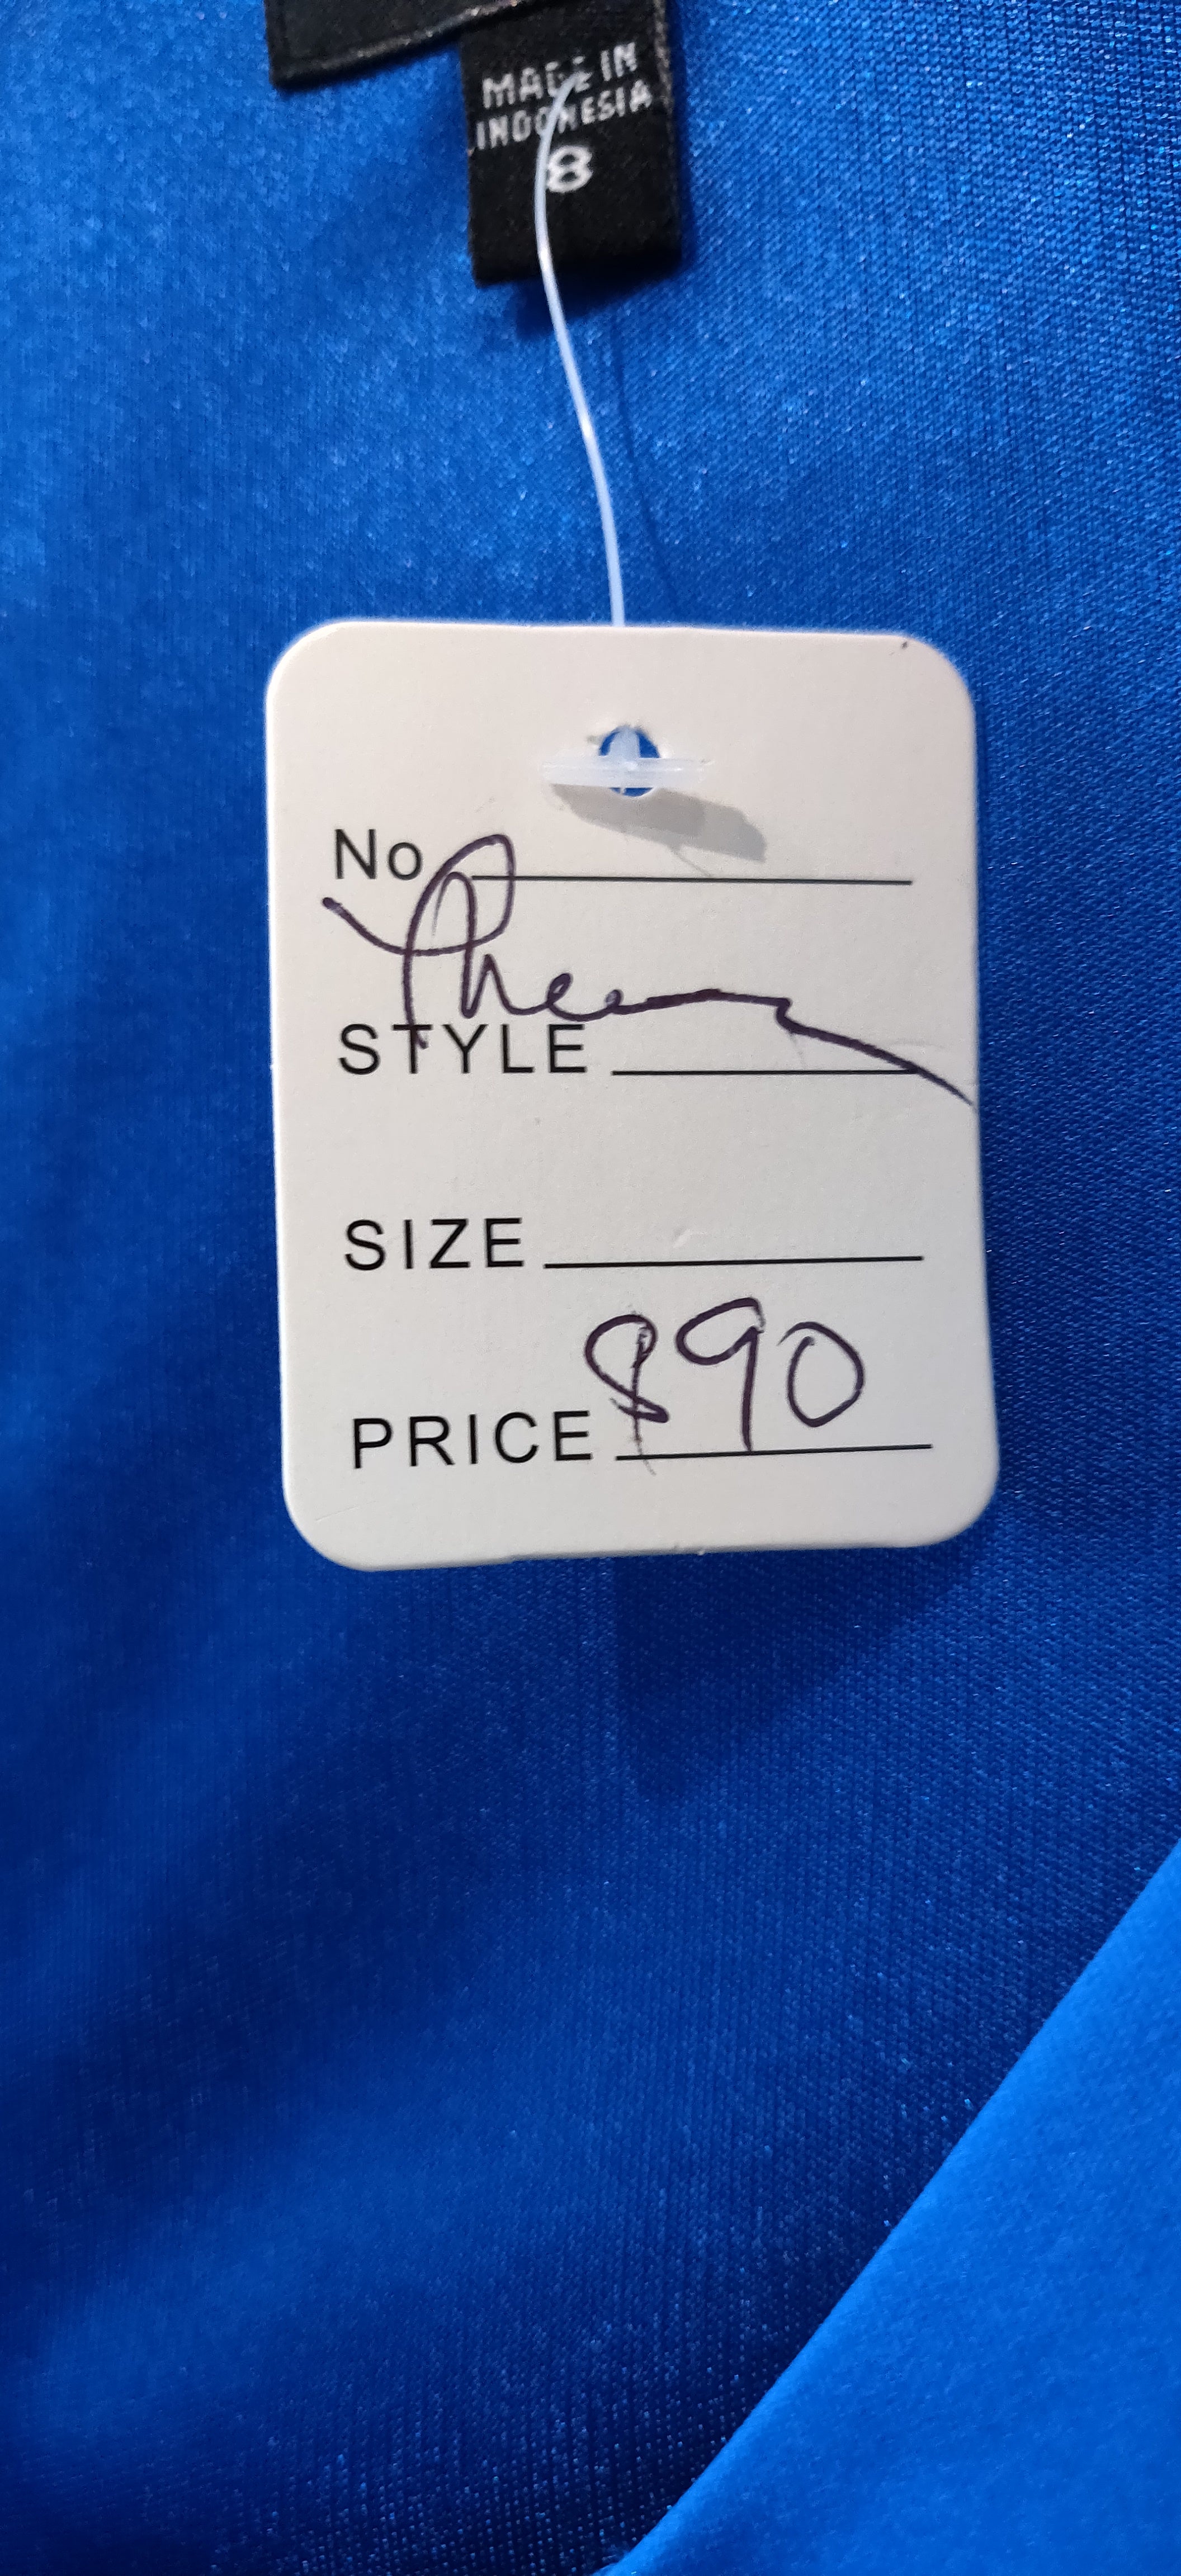 MADE IN
INDONESIA
8
No
STYLE
SIZE
PRICE $90